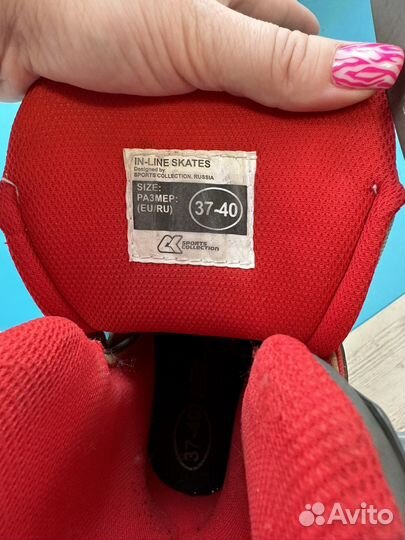 IN-LINE SKATES
Designed by
SPORTS COLLECTION. RUSSIA
SIZE:
РАЗМЕР:
(EU/RU)
37-40
SPORTS
COLLECTION
37-40
Avito